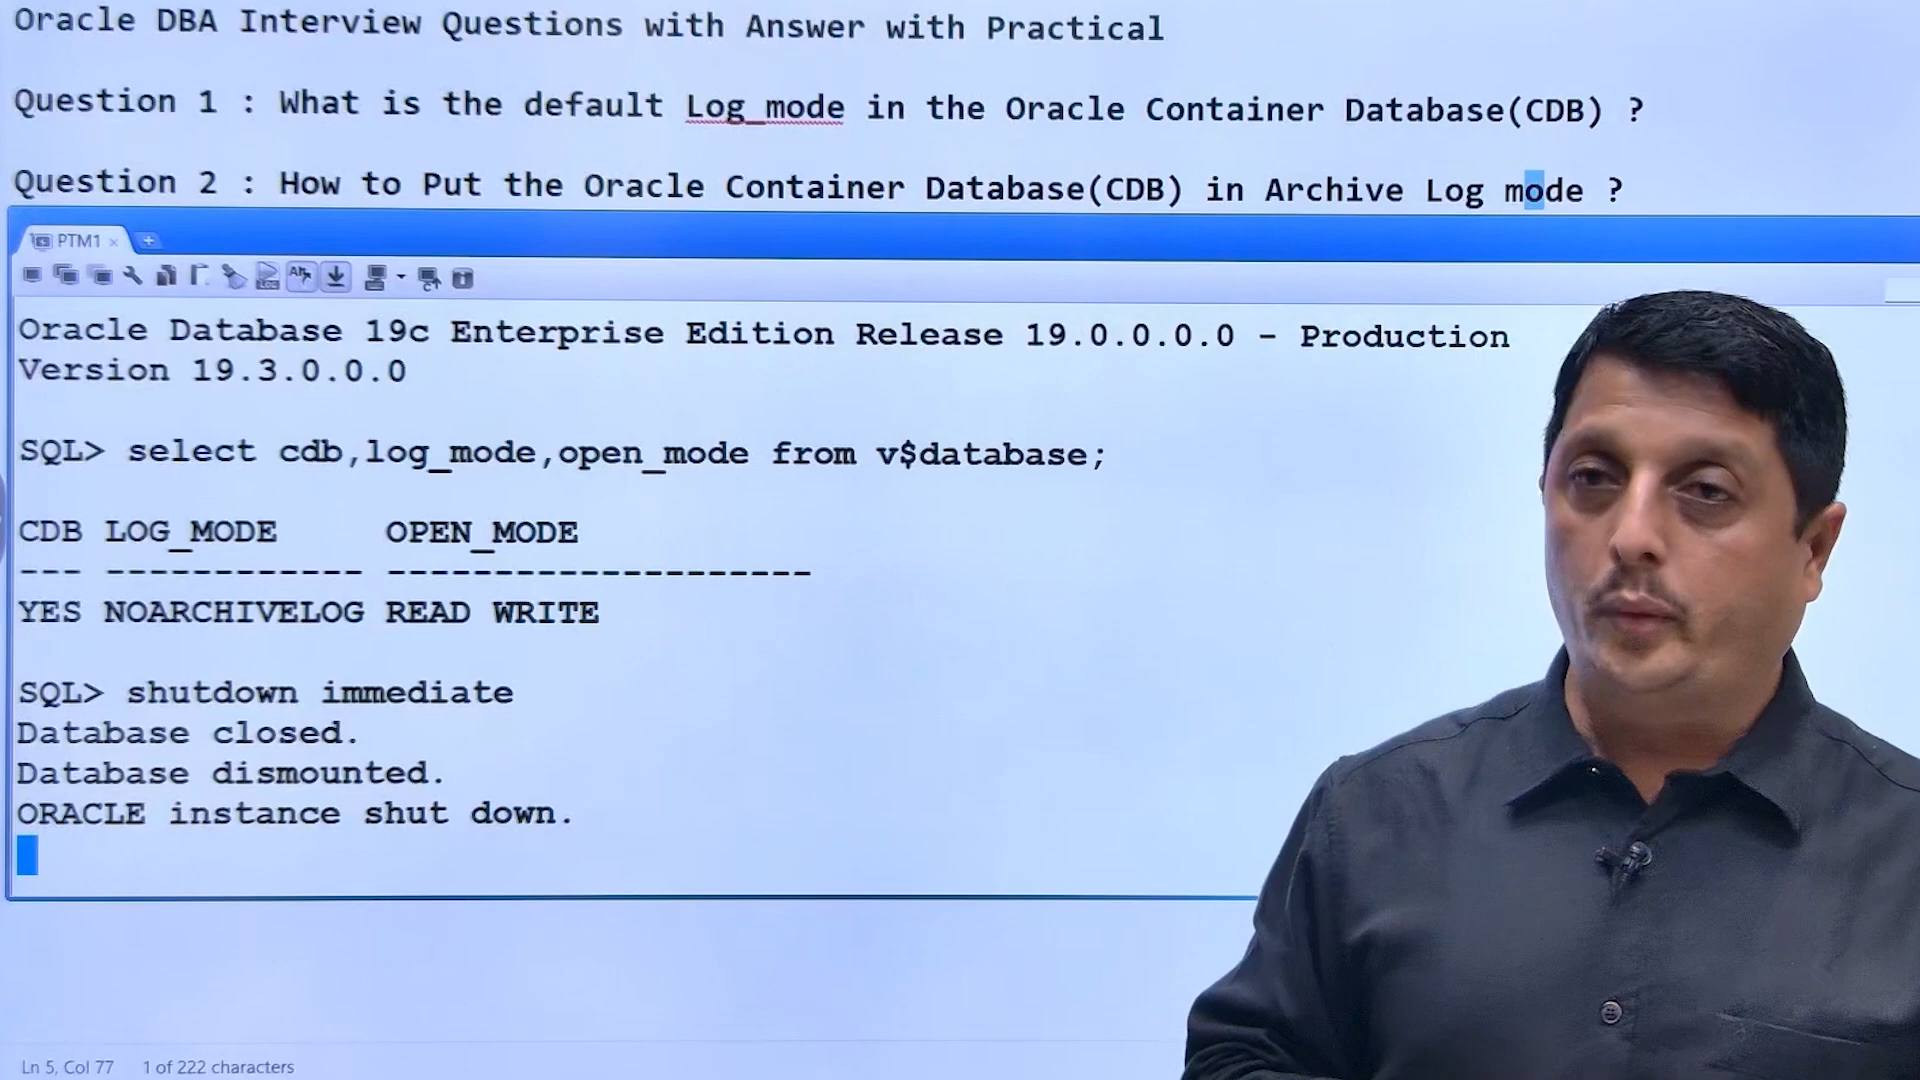 Oracle DBA Interview Questions with Answer with Practical
Question 1 : What is the default Log_mode in the Oracle Container Database(CDB) ?
Question 2 : How to Put the Oracle Container Database(CDB) in Archive Log mode ?
PTM1
Oracle Database 19c Enterprise Edition Release 19.0.0.0.0 - Production
Version 19.3.0.0.0
SQL> select cdb,log_mode,open_mode from v$database;
CDB LOG_MODE OPEN_MODE
--- ------------ --------------------
YES NOARCHIVELOG READ WRITE
SQL> shutdown immediate
Database closed.
Database dismounted.
ORACLE instance shut down.
Ln 5, Col 77 1 of 222 characters